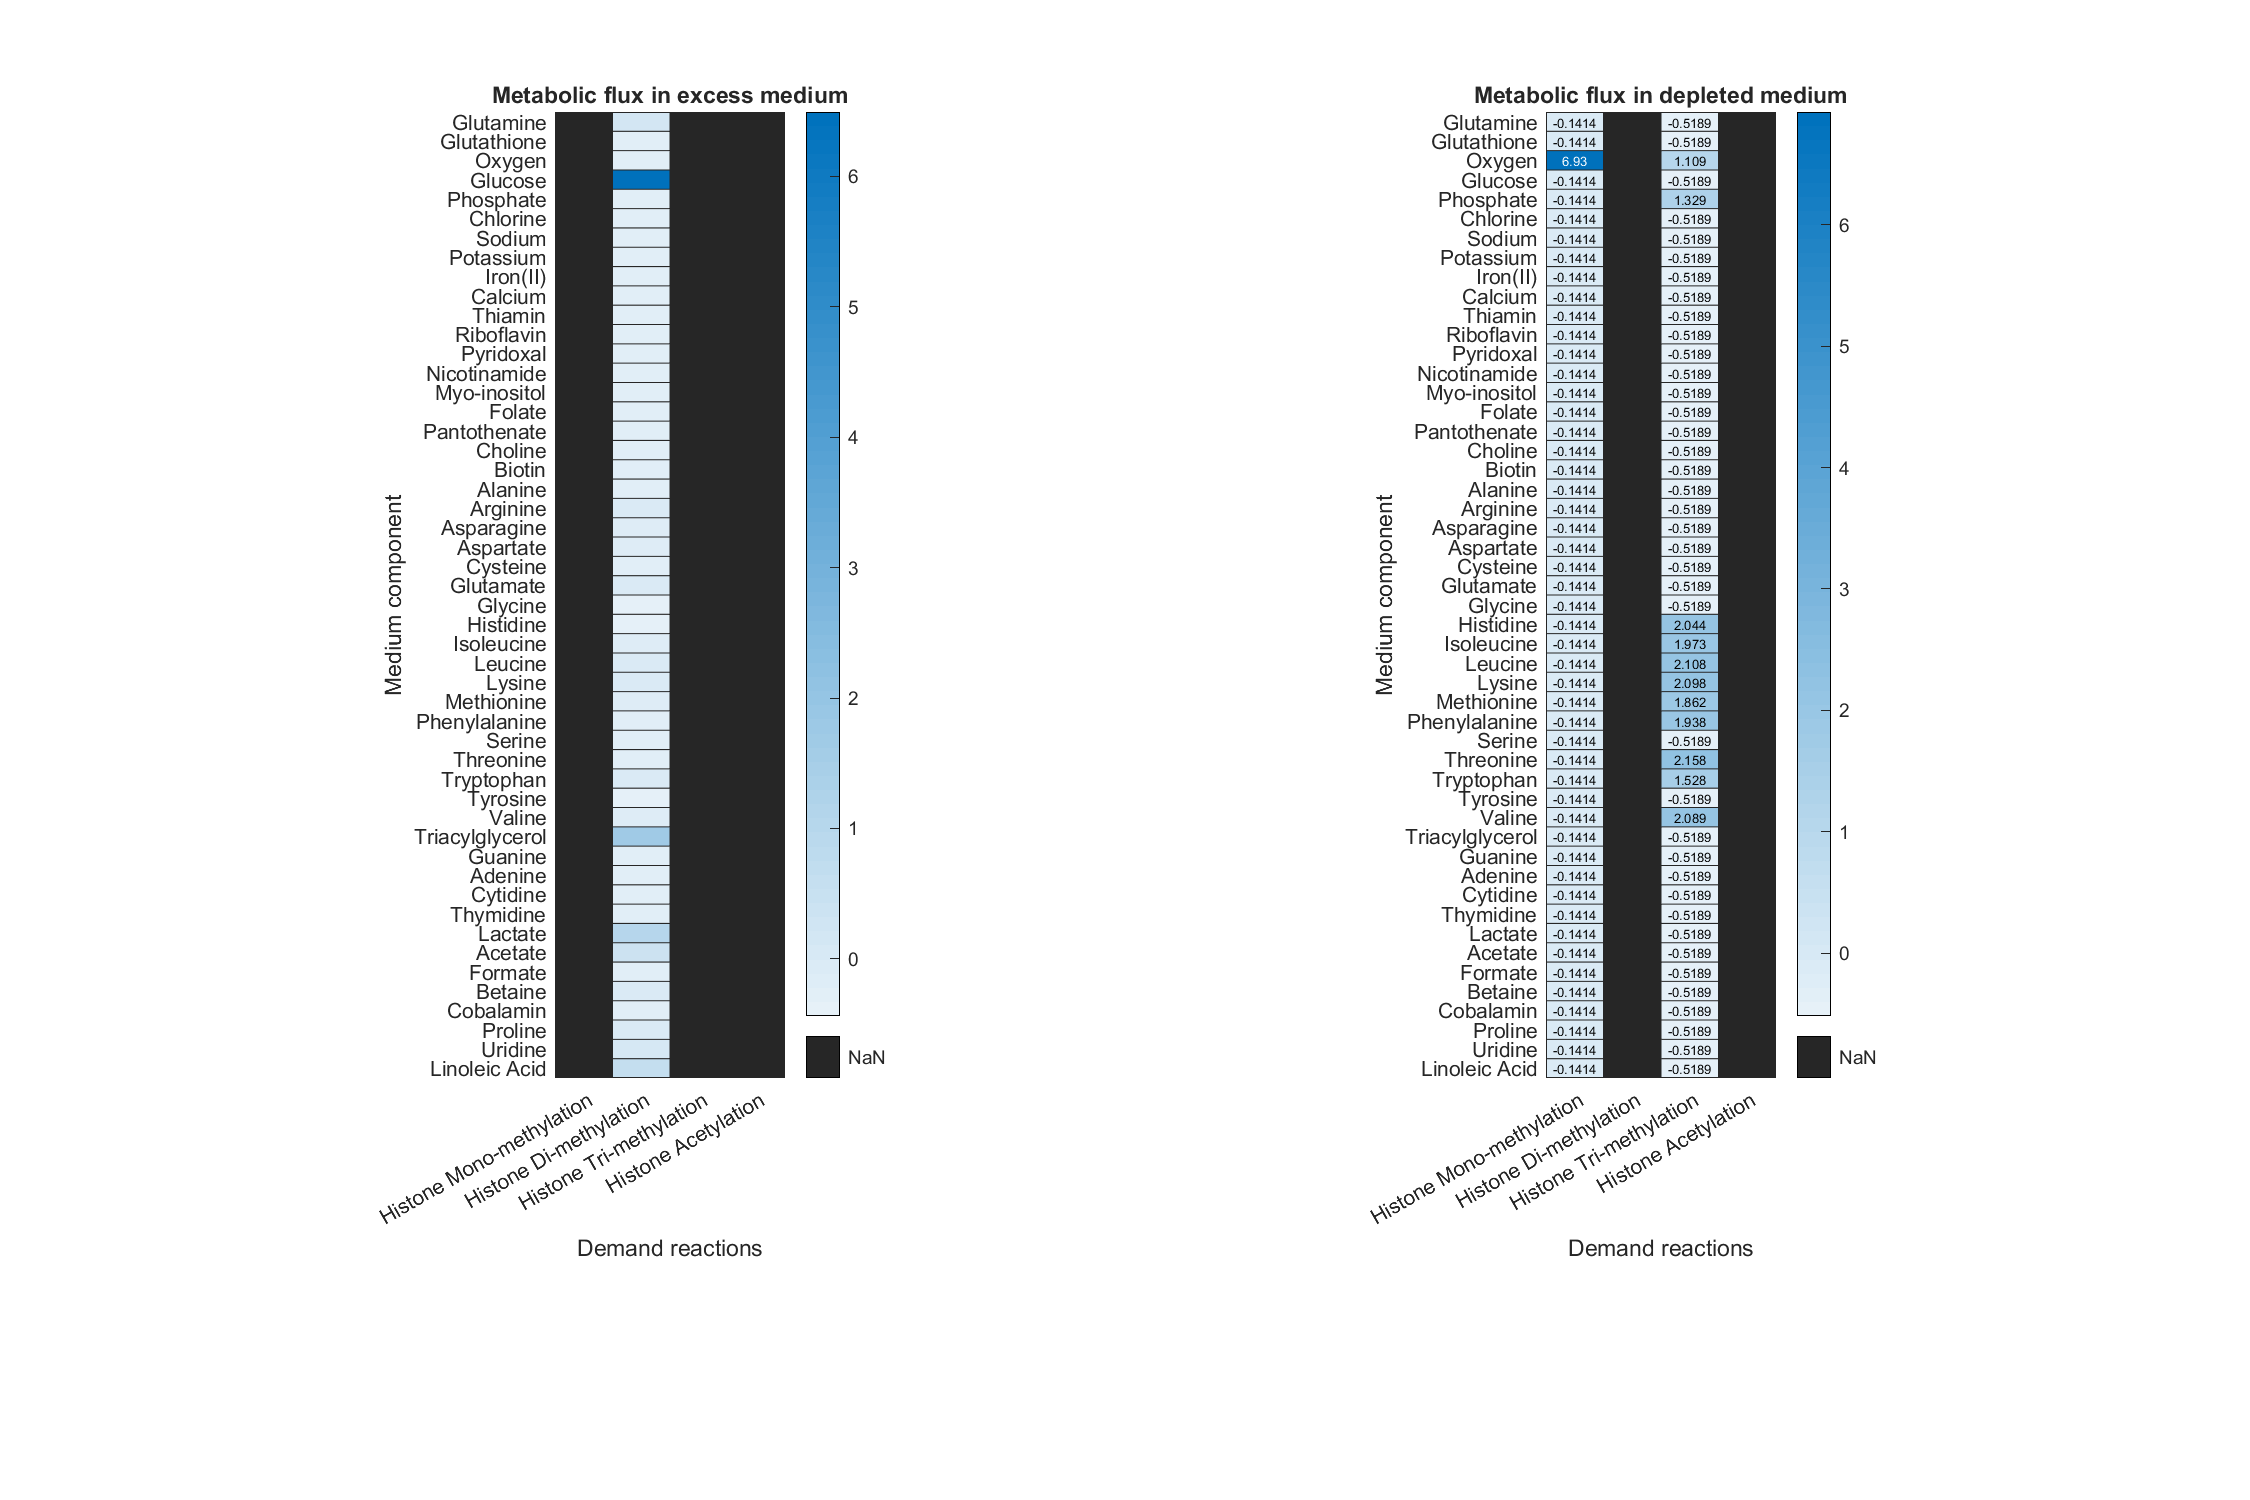 Metabolic flux in excess medium
Medium component
Glutamine
Glutathione
Oxygen
Glucose
Phosphate
Chlorine
Sodium
Potassium
Iron(II)
Calcium
Thiamin
Riboflavin
Pyridoxal
Nicotinamide
Myo-inositol
Folate
Pantothenate
Choline
Biotin
Alanine
Arginine
Asparagine
Aspartate
Cysteine
Glutamate
Glycine
Histidine
Isoleucine
Leucine
Lysine
Methionine
Phenylalanine
Serine
Threonine
Tryptophan
Tyrosine
Valine
Triacylglycerol
Guanine
Adenine
Cytidine
Thymidine
Lactate
Acetate
Formate
Betaine
Cobalamin
Proline
Uridine
Linoleic Acid
6
5
4
3
2
1
0
NaN
Histone Mono-methylation
Histone Di-methylation
Histone Tri-methylation
Histone Acetylation
Demand reactions
Metabolic flux in depleted medium
Medium component
Glutamine -0.1414 -0.5189
Glutathione -0.1414 -0.5189
Oxygen 6.93 1.109
Glucose -0.1414 -0.5189
Phosphate -0.1414 1.329
Chlorine -0.1414 -0.5189
Sodium -0.1414 -0.5189
Potassium -0.1414 -0.5189
Iron(II) -0.1414 -0.5189
Calcium -0.1414 -0.5189
Thiamin -0.1414 -0.5189
Riboflavin -0.1414 -0.5189
Pyridoxal -0.1414 -0.5189
Nicotinamide -0.1414 -0.5189
Myo-inositol -0.1414 -0.5189
Folate -0.1414 -0.5189
Pantothenate -0.1414 -0.5189
Choline -0.1414 -0.5189
Biotin -0.1414 -0.5189
Alanine -0.1414 -0.5189
Arginine -0.1414 -0.5189
Asparagine -0.1414 -0.5189
Aspartate -0.1414 -0.5189
Cysteine -0.1414 -0.5189
Glutamate -0.1414 -0.5189
Glycine -0.1414 -0.5189
Histidine -0.1414 2.044
Isoleucine -0.1414 1.973
Leucine -0.1414 2.108
Lysine -0.1414 2.098
Methionine -0.1414 1.862
Phenylalanine -0.1414 1.938
Serine -0.1414 -0.5189
Threonine -0.1414 2.158
Tryptophan -0.1414 1.528
Tyrosine -0.1414 -0.5189
Valine -0.1414 2.089
Triacylglycerol -0.1414 -0.5189
Guanine -0.1414 -0.5189
Adenine -0.1414 -0.5189
Cytidine -0.1414 -0.5189
Thymidine -0.1414 -0.5189
Lactate -0.1414 -0.5189
Acetate -0.1414 -0.5189
Formate -0.1414 -0.5189
Betaine -0.1414 -0.5189
Cobalamin -0.1414 -0.5189
Proline -0.1414 -0.5189
Uridine -0.1414 -0.5189
Linoleic Acid -0.1414 -0.5189
6
5
4
3
2
1
0
NaN
Histone Mono-methylation
Histone Di-methylation
Histone Tri-methylation
Histone Acetylation
Demand reactions